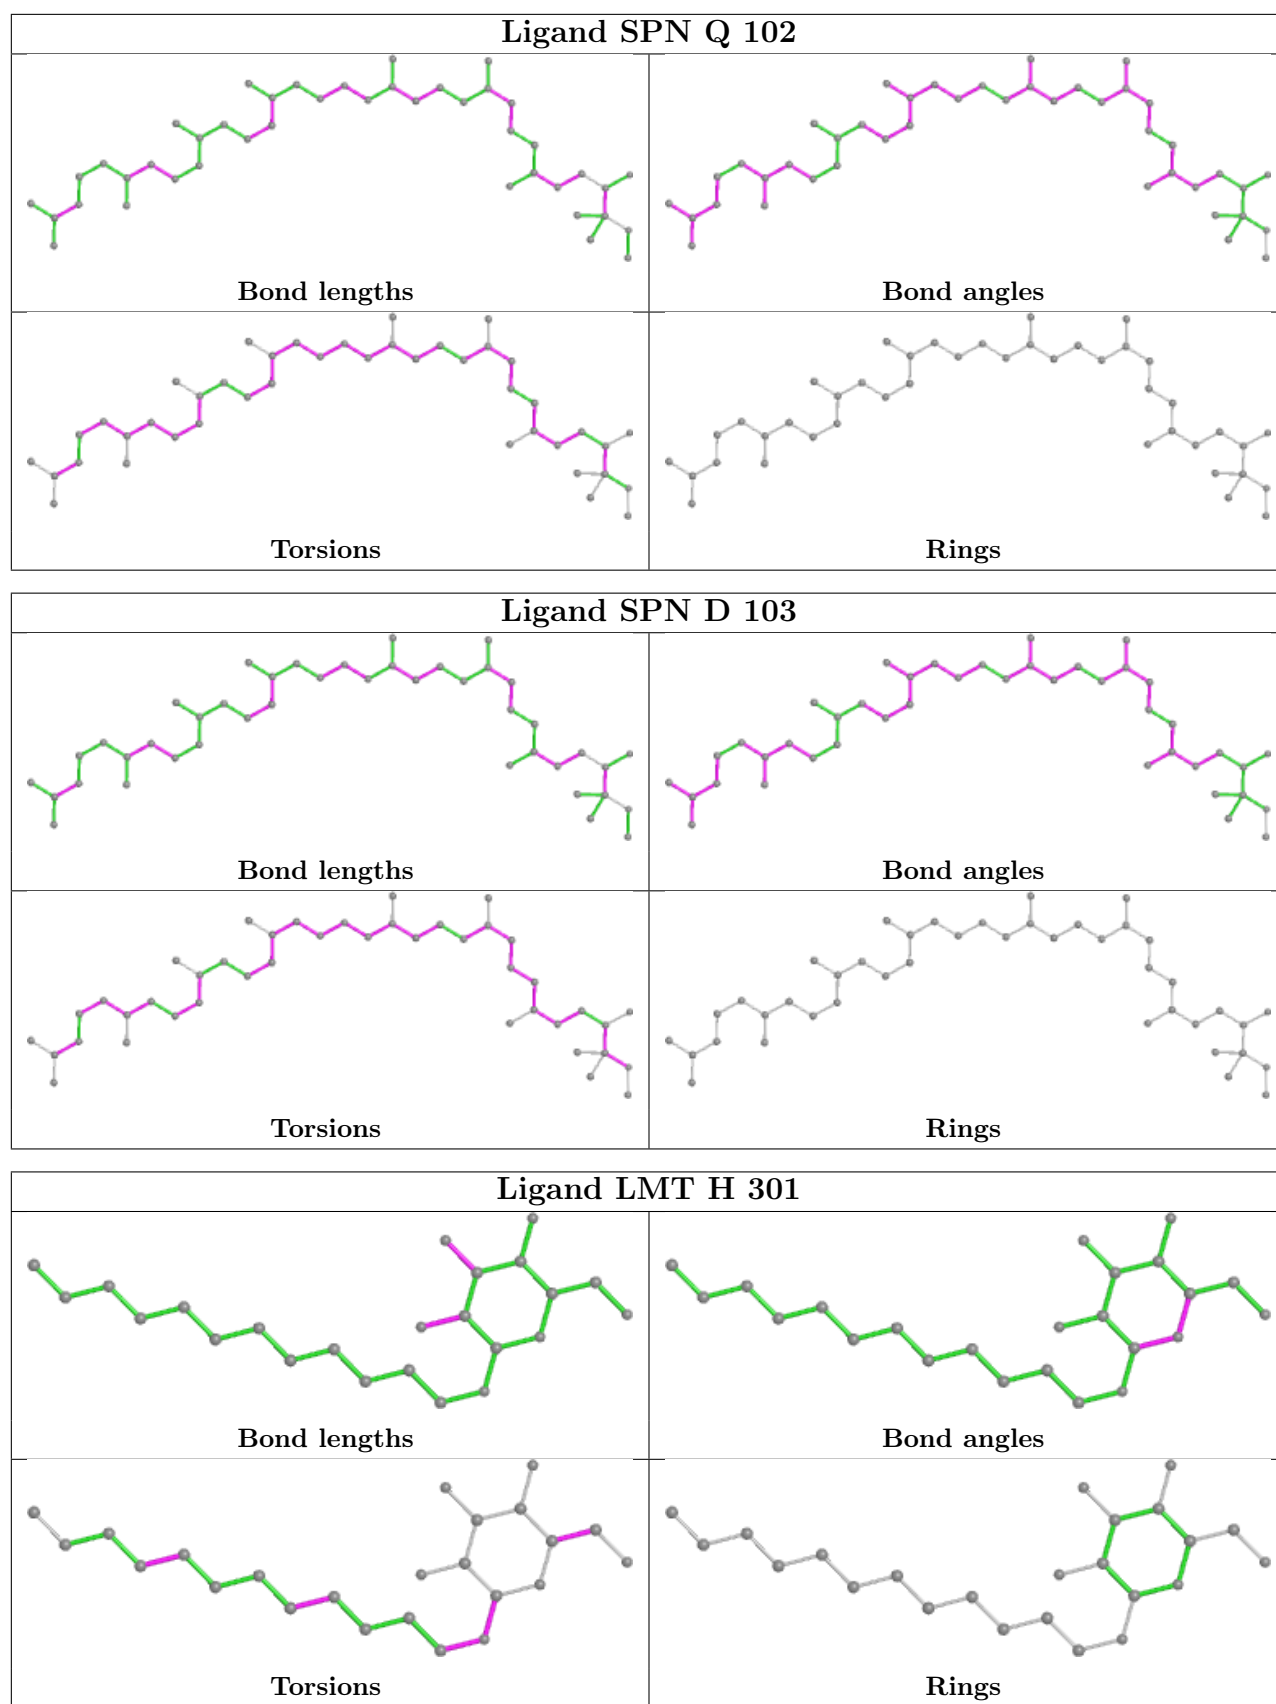 Ligand SPN Q 102
Bond lengths
Bond angles
Torsions
Rings
Ligand SPN D 103
Bond lengths
Bond angles
Torsions
Rings
Ligand LMT H 301
Bond lengths
Bond angles
Torsions
Rings